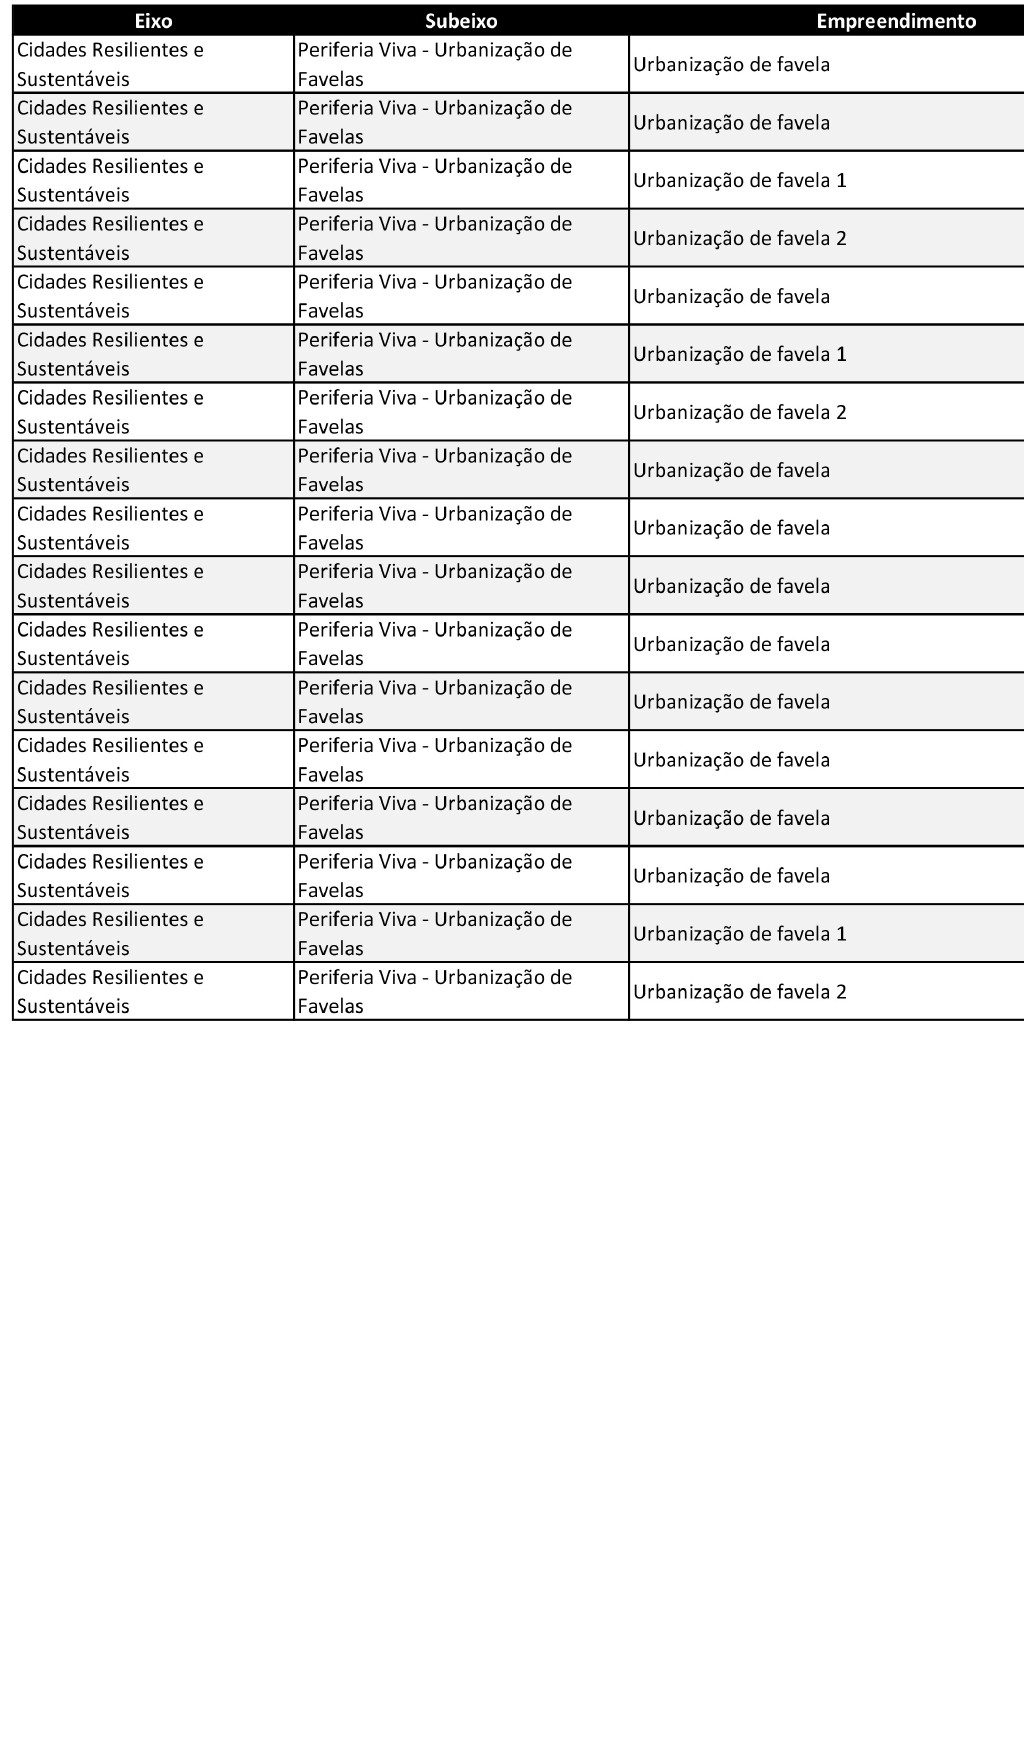 Eixo Subeixo Empreendimento
Cidades Resilientes e Sustentáveis Periferia Viva - Urbanização de Favelas Urbanização de favela
Cidades Resilientes e Sustentáveis Periferia Viva - Urbanização de Favelas Urbanização de favela
Cidades Resilientes e Sustentáveis Periferia Viva - Urbanização de Favelas Urbanização de favela 1
Cidades Resilientes e Sustentáveis Periferia Viva - Urbanização de Favelas Urbanização de favela 2
Cidades Resilientes e Sustentáveis Periferia Viva - Urbanização de Favelas Urbanização de favela
Cidades Resilientes e Sustentáveis Periferia Viva - Urbanização de Favelas Urbanização de favela 1
Cidades Resilientes e Sustentáveis Periferia Viva - Urbanização de Favelas Urbanização de favela 2
Cidades Resilientes e Sustentáveis Periferia Viva - Urbanização de Favelas Urbanização de favela
Cidades Resilientes e Sustentáveis Periferia Viva - Urbanização de Favelas Urbanização de favela
Cidades Resilientes e Sustentáveis Periferia Viva - Urbanização de Favelas Urbanização de favela
Cidades Resilientes e Sustentáveis Periferia Viva - Urbanização de Favelas Urbanização de favela
Cidades Resilientes e Sustentáveis Periferia Viva - Urbanização de Favelas Urbanização de favela
Cidades Resilientes e Sustentáveis Periferia Viva - Urbanização de Favelas Urbanização de favela
Cidades Resilientes e Sustentáveis Periferia Viva - Urbanização de Favelas Urbanização de favela
Cidades Resilientes e Sustentáveis Periferia Viva - Urbanização de Favelas Urbanização de favela
Cidades Resilientes e Sustentáveis Periferia Viva - Urbanização de Favelas Urbanização de favela 1
Cidades Resilientes e Sustentáveis Periferia Viva - Urbanização de Favelas Urbanização de favela 2